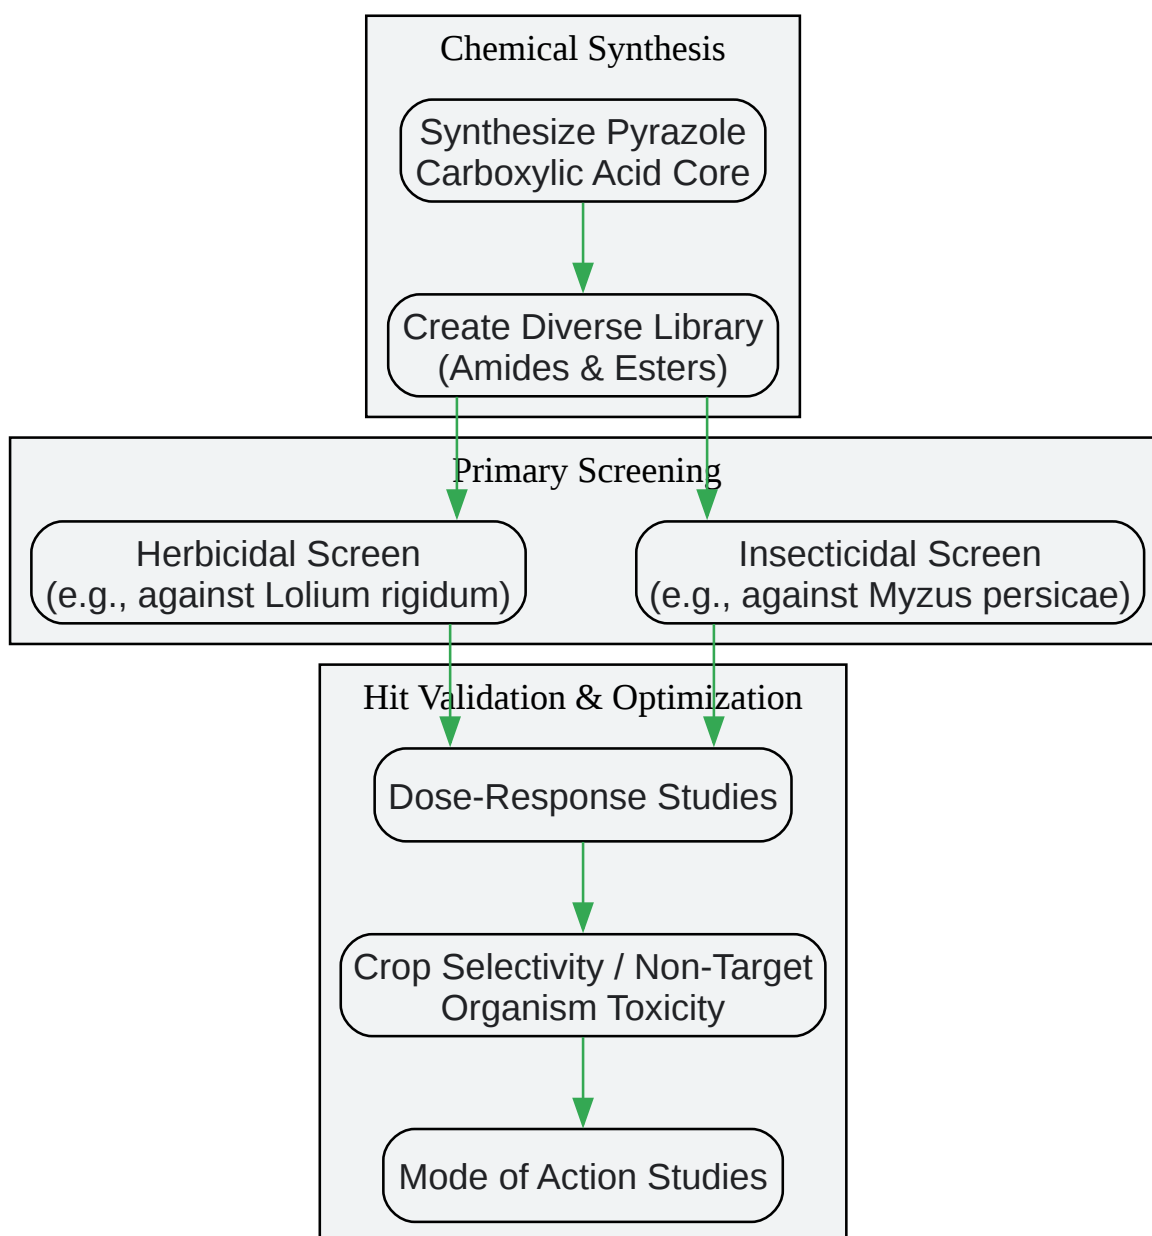 Chemical Synthesis
Synthesize Pyrazole
Carboxylic Acid Core
Create Diverse Library
(Amides & Esters)
Primary Screening
Herbicidal Screen
(e.g., against Lolium rigidum)
Insecticidal Screen
(e.g., against Myzus persicae)
Hit Validation & Optimization
Dose-Response Studies
Crop Selectivity / Non-Target
Organism Toxicity
Mode of Action Studies